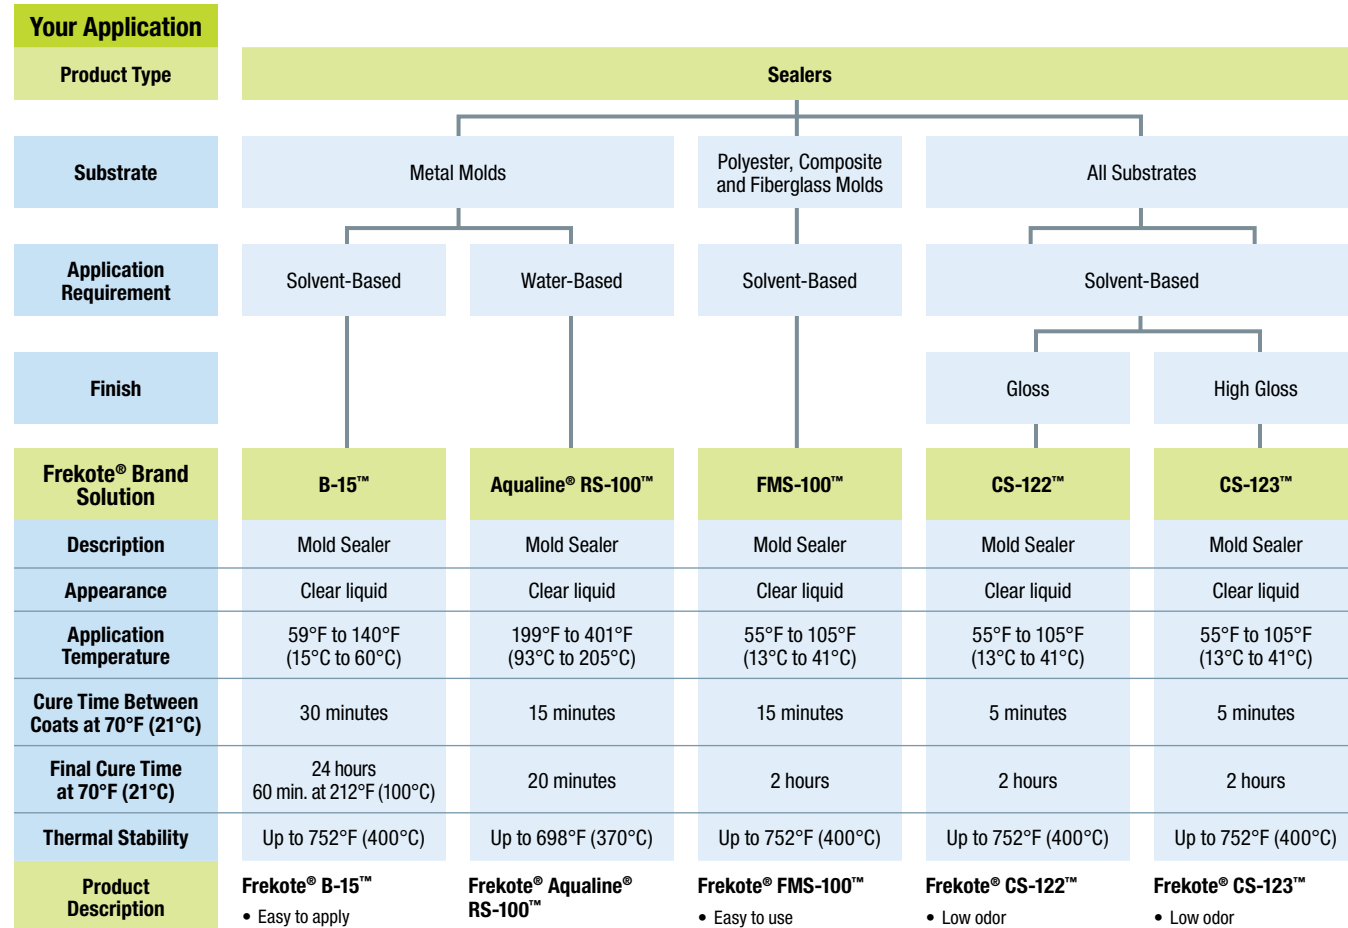 Your Application
Product Type
Sealers
Substrate
Metal Molds
Polyester, Composite
and Fiberglass Molds
All Substrates
Application
Requirement
Solvent-Based
Water-Based
Solvent-Based
Solvent-Based
Finish
Gloss
High Gloss
Frekote® Brand
Solution
B-15™
Aqualine® RS-100™
FMS-100™
CS-122™
CS-123™
Description
Mold Sealer
Mold Sealer
Mold Sealer
Mold Sealer
Mold Sealer
Appearance
Clear liquid
Clear liquid
Clear liquid
Clear liquid
Clear liquid
Application
Temperature
59°F to 140°F
(15°C to 60°C)
199°F to 401°F
(93°C to 205°C)
55°F to 105°F
(13°C to 41°C)
55°F to 105°F
(13°C to 41°C)
55°F to 105°F
(13°C to 41°C)
Cure Time Between
Coats at 70°F (21°C)
30 minutes
15 minutes
15 minutes
5 minutes
5 minutes
Final Cure Time
at 70°F (21°C)
24 hours
60 min. at 212°F (100°C)
20 minutes
2 hours
2 hours
2 hours
Thermal Stability
Up to 752°F (400°C)
Up to 698°F (370°C)
Up to 752°F (400°C)
Up to 752°F (400°C)
Up to 752°F (400°C)
Product
Description
Frekote® B-15™
• Easy to apply
Frekote® Aqualine®
RS-100™
Frekote® FMS-100™
• Easy to use
Frekote® CS-122™
• Low odor
Frekote® CS-123™
• Low odor